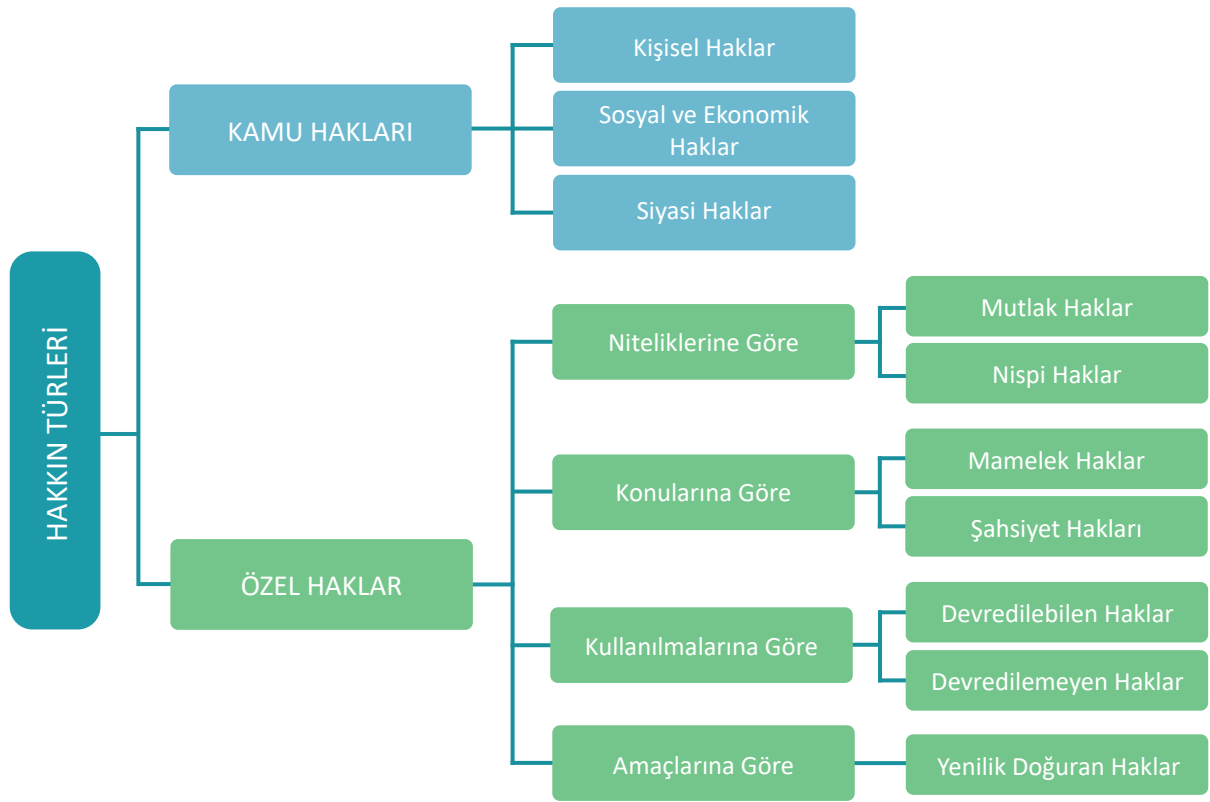 HAKKIN TÜRLERİ
KAMU HAKLARI
Kişisel Haklar
Sosyal ve Ekonomik
Haklar
Siyasi Haklar
ÖZEL HAKLAR
Niteliklerine Göre
Mutlak Haklar
Nispi Haklar
Konularına Göre
Mamelek Haklar
Şahsiyet Hakları
Kullanılmalarına Göre
Devredilebilen Haklar
Devredilemeyen Haklar
Amaçlarına Göre
Yenilik Doğuran Haklar